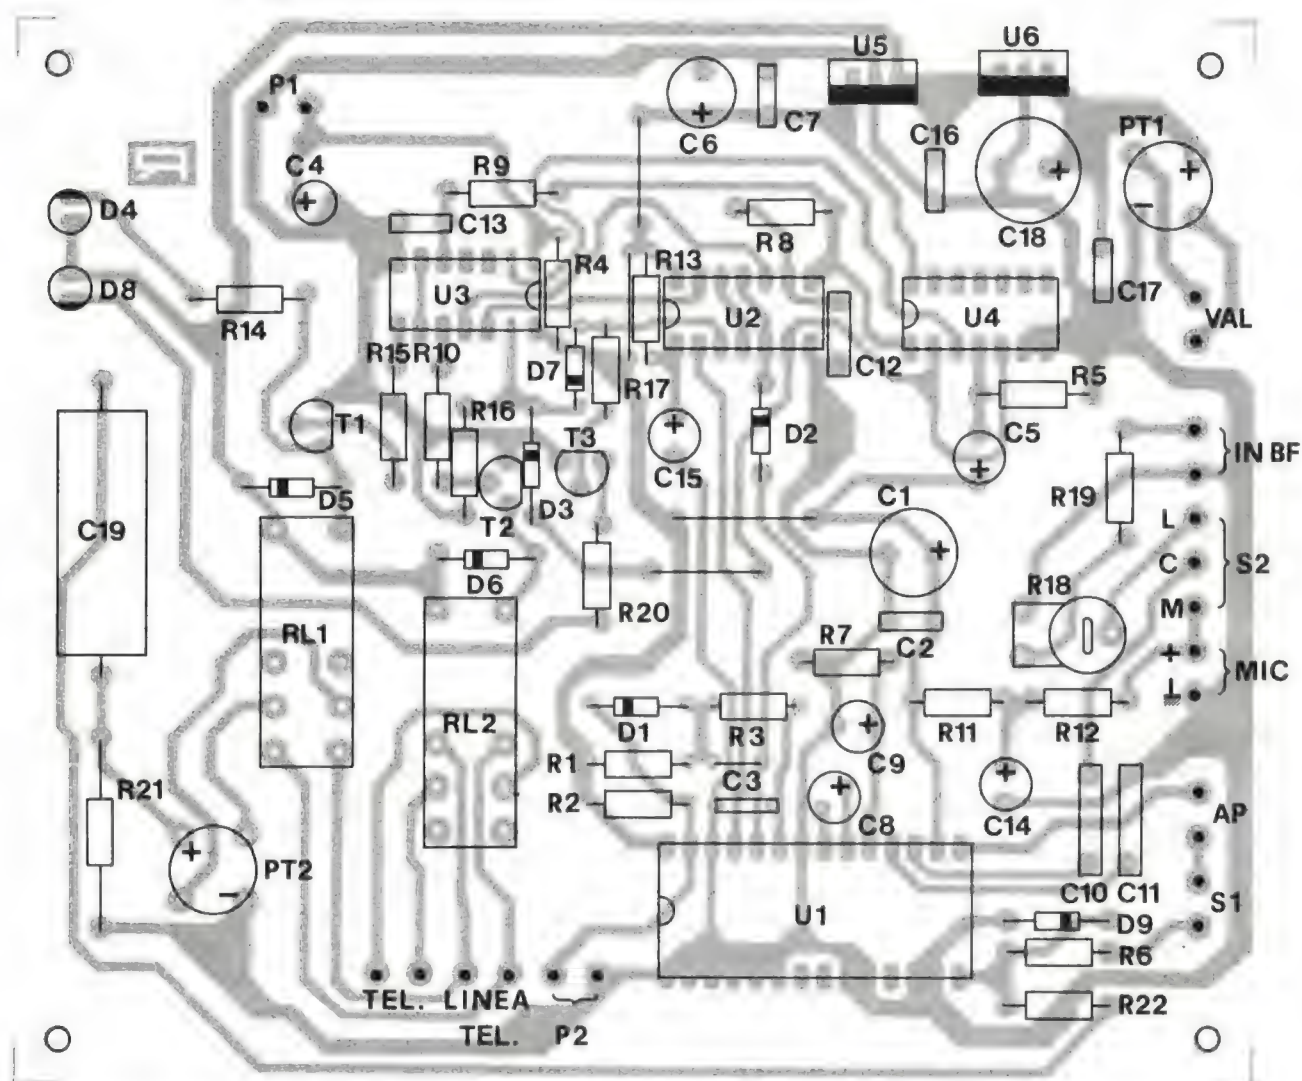 U5
U6
P1
C6
C7
C16
PT1
+
-
C4
R9
C13
D4
D8
R4
R13
R8
C18
C17
VAL
U3
U2
U4
R14
C12
R15
R10
D7
R17
R5
T1
R16
T3
D2
C5
C15
IN BF
C19
D5
T2
D3
C1
R19
L
C
M
S2
D6
R18
RL1
R20
R7
C2
+
MIC
RL2
D1
R3
R11
R12
R1
C9
R2
C3
R21
C8
C14
AP
PT2
+
-
C10
C11
U1
S1
D9
R6
TEL. LINEA
R22
TEL.
P2